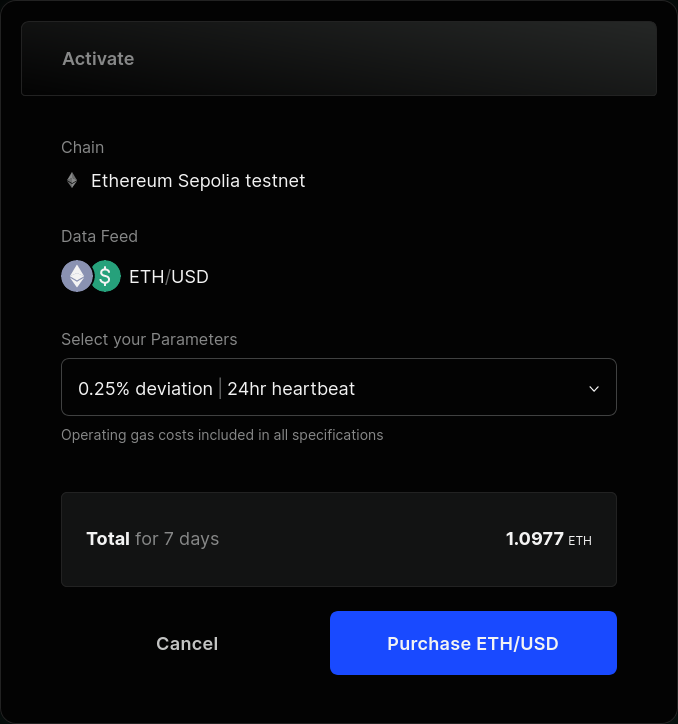 Activate
Chain
Ethereum Sepolia testnet
Data Feed
$ ETH/USD
Select your Parameters
0.25% deviation | 24hr heartbeat
Operating gas costs included in all specifications
Total for 7 days 1.0977 ETH
Cancel Purchase ETH/USD